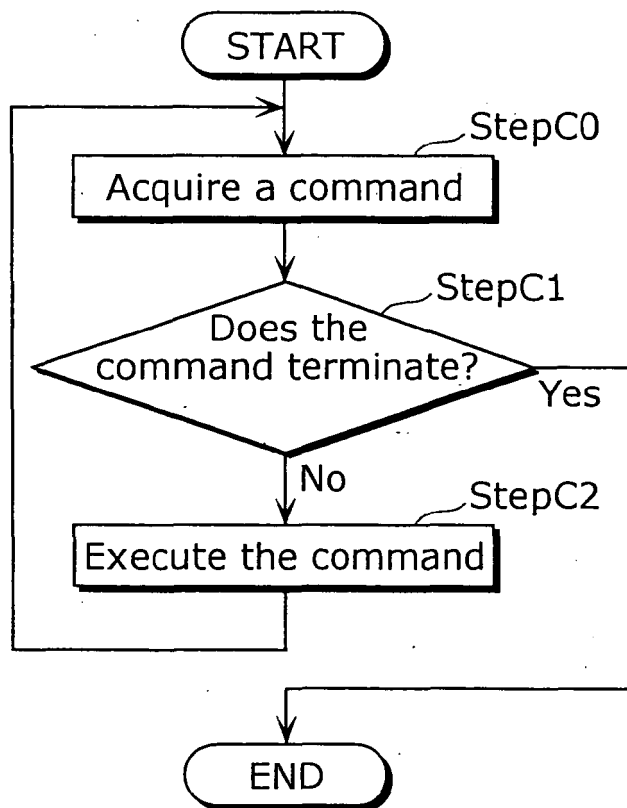 START
StepC0
Acquire a command
StepC1
Does the
command terminate?
Yes
No
StepC2
Execute the command
END